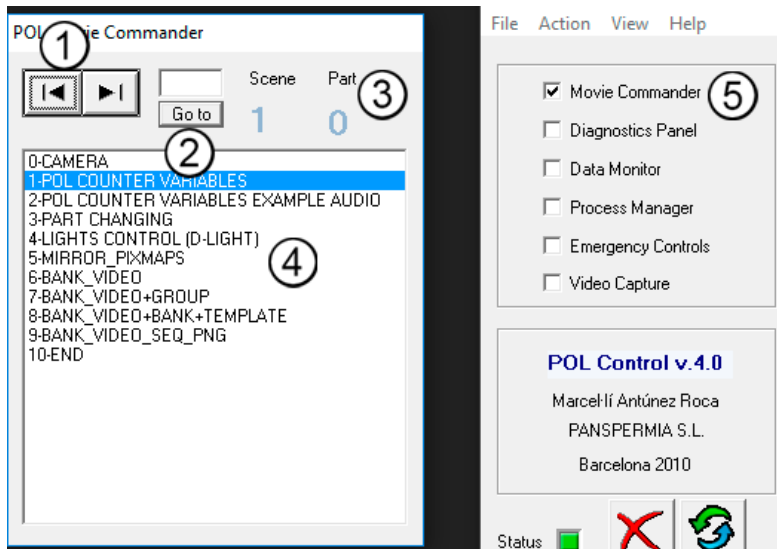 POL Movie Commander
1
Scene
Part
3
Go to
1
0
2
0-CAMERA
1-POL COUNTER VARIABLES
2-POL COUNTER VARIABLES EXAMPLE AUDIO
3-PART CHANGING
4-LIGHTS CONTROL (D-LIGHT)
4
5-MIRROR_PIXMAPS
6-BANK_VIDEO
7-BANK_VIDEO+GROUP
8-BANK_VIDEO+BANK+TEMPLATE
9-BANK_VIDEO_SEQ_PNG
10-END
File Action View Help
Movie Commander
5
Diagnostics Panel
Data Monitor
Process Manager
Emergency Controls
Video Capture
POL Control v.4.0
Marcel·lí Antúnez Roca
PANSPERMIA S.L.
Barcelona 2010
Status